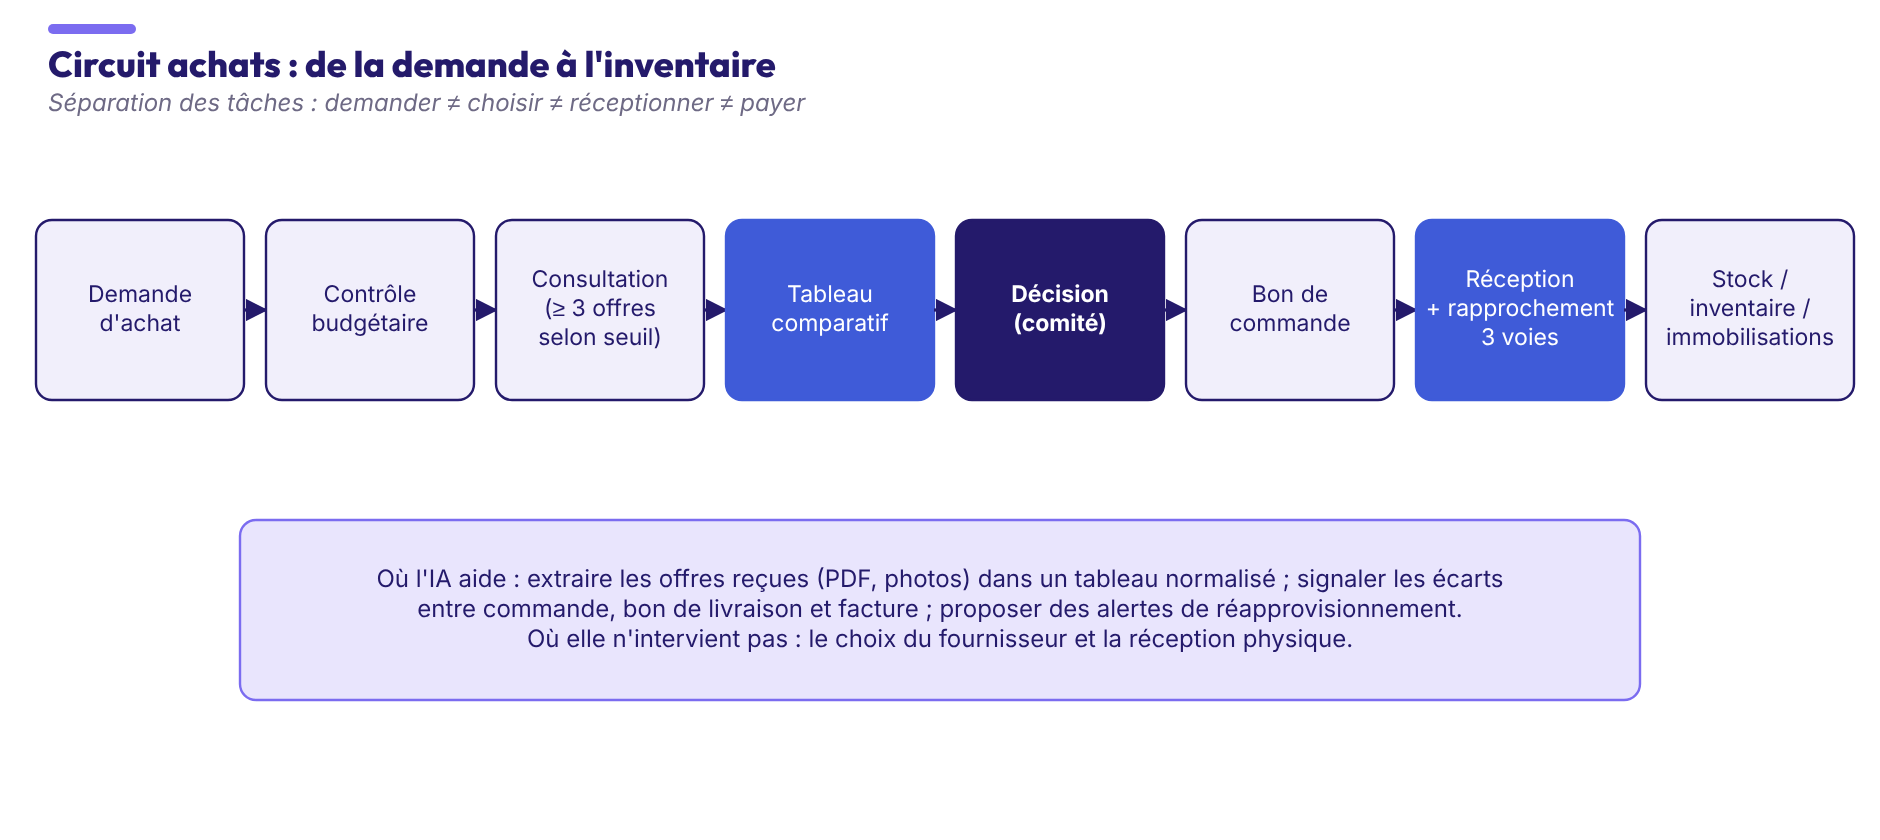 Circuit achats : de la demande à l'inventaire
Séparation des tâches : demander ≠ choisir ≠ réceptionner ≠ payer
Demande
d'achat
Contrôle
budgétaire
Consultation
(≥ 3 offres
selon seuil)
Tableau
comparatif
Décision
(comité)
Bon de
commande
Réception
+ rapprochement
3 voies
Stock /
inventaire /
immobilisations
Où l'IA aide : extraire les offres reçues (PDF, photos) dans un tableau normalisé ; signaler les écarts
entre commande, bon de livraison et facture ; proposer des alertes de réapprovisionnement.
Où elle n'intervient pas : le choix du fournisseur et la réception physique.